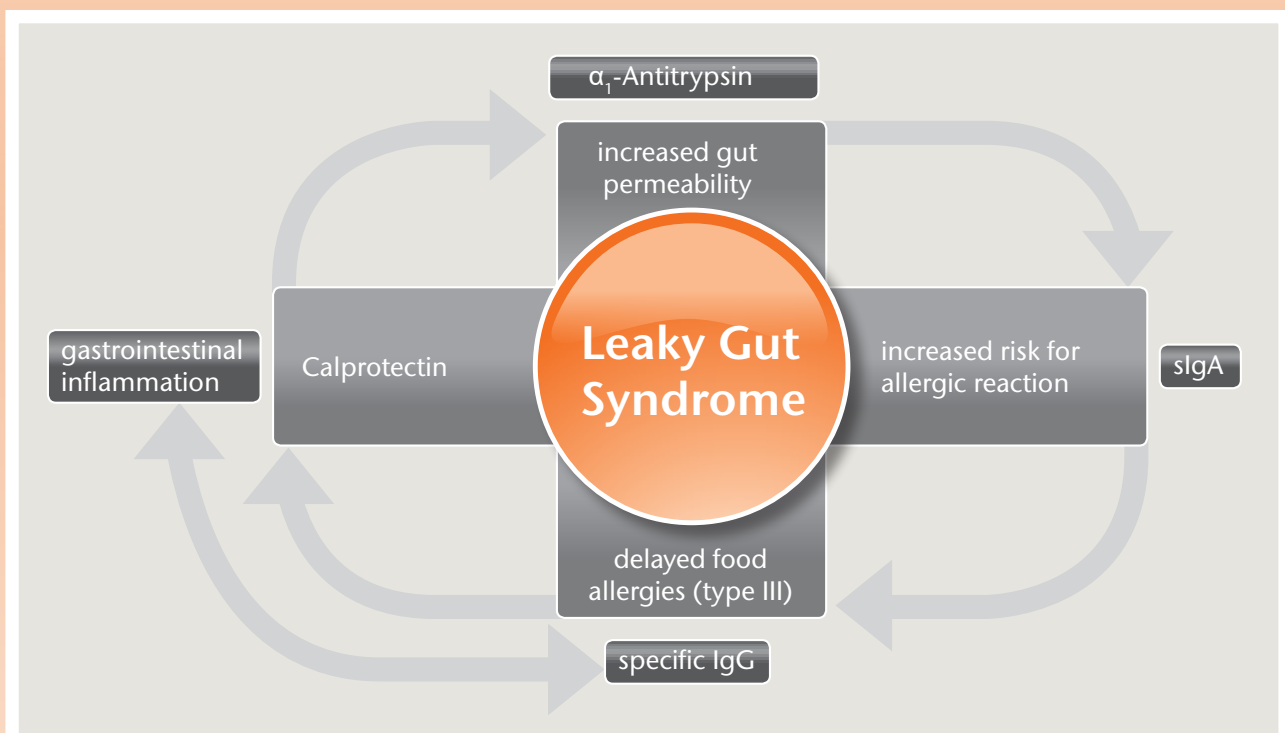 α₁-Antitrypsin
increased gut
permeability
gastrointestinal
inflammation
Calprotectin
Leaky Gut
Syndrome
increased risk for
allergic reaction
sIgA
delayed food
allergies (type III)
specific IgG